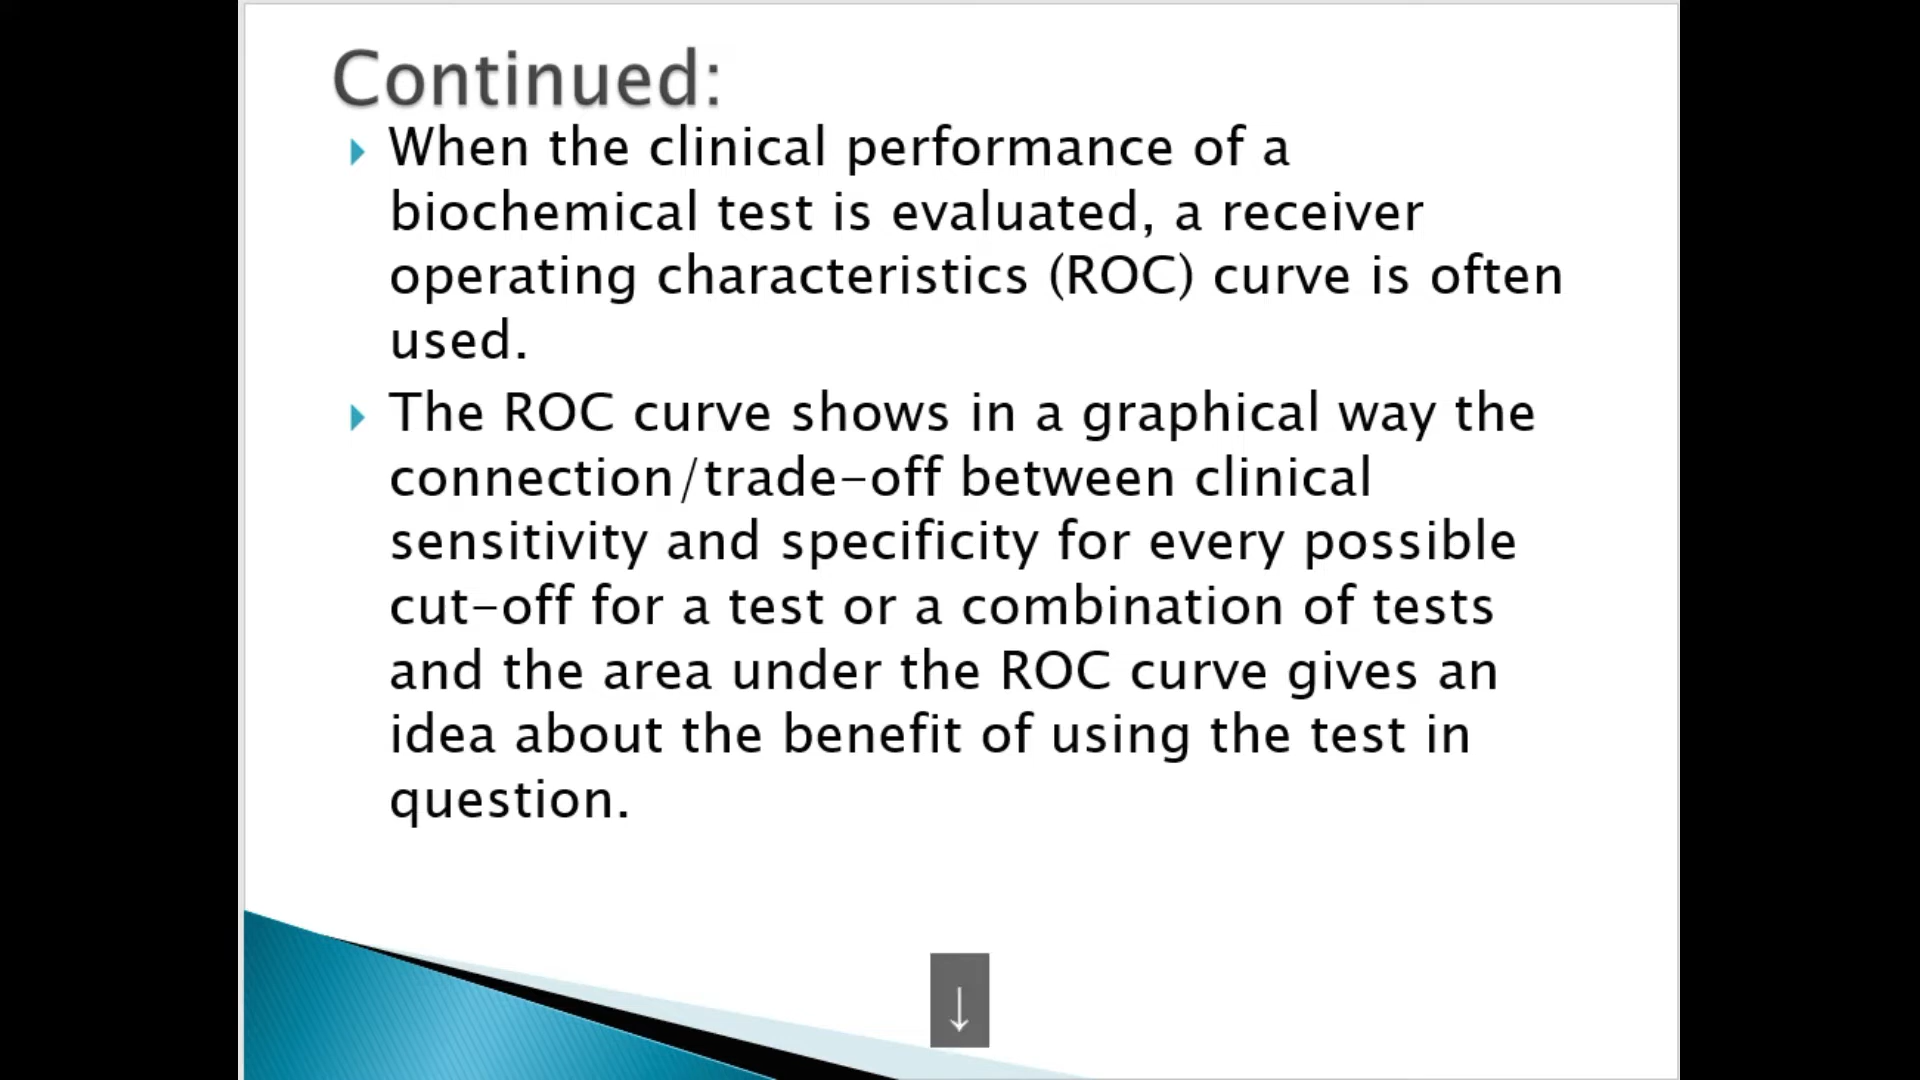 Continued:
When the clinical performance of a
biochemical test is evaluated, a receiver
operating characteristics (ROC) curve is often
used.
The ROC curve shows in a graphical way the
connection/trade-off between clinical
sensitivity and specificity for every possible
cut-off for a test or a combination of tests
and the area under the ROC curve gives an
idea about the benefit of using the test in
question.
↓